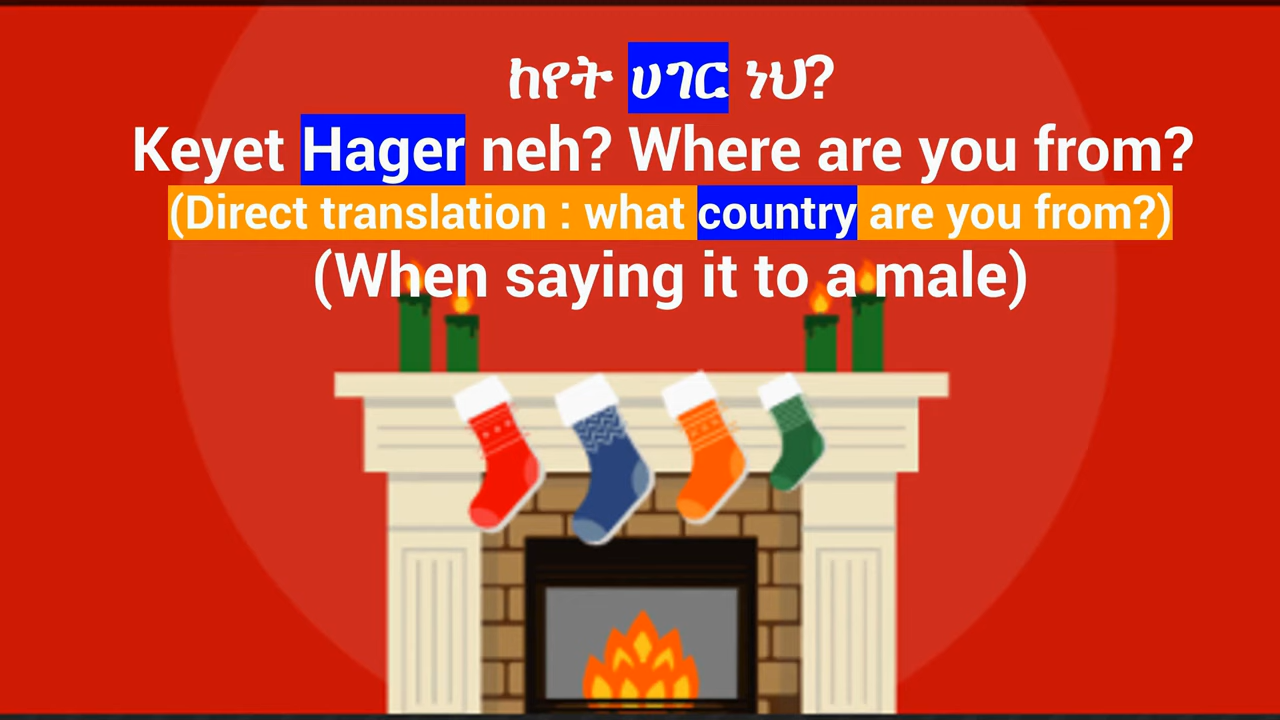 ከየት ሀገር ነህ?
Keyet Hager neh? Where are you from?
(Direct translation : what country are you from?)
(When saying it to a male)